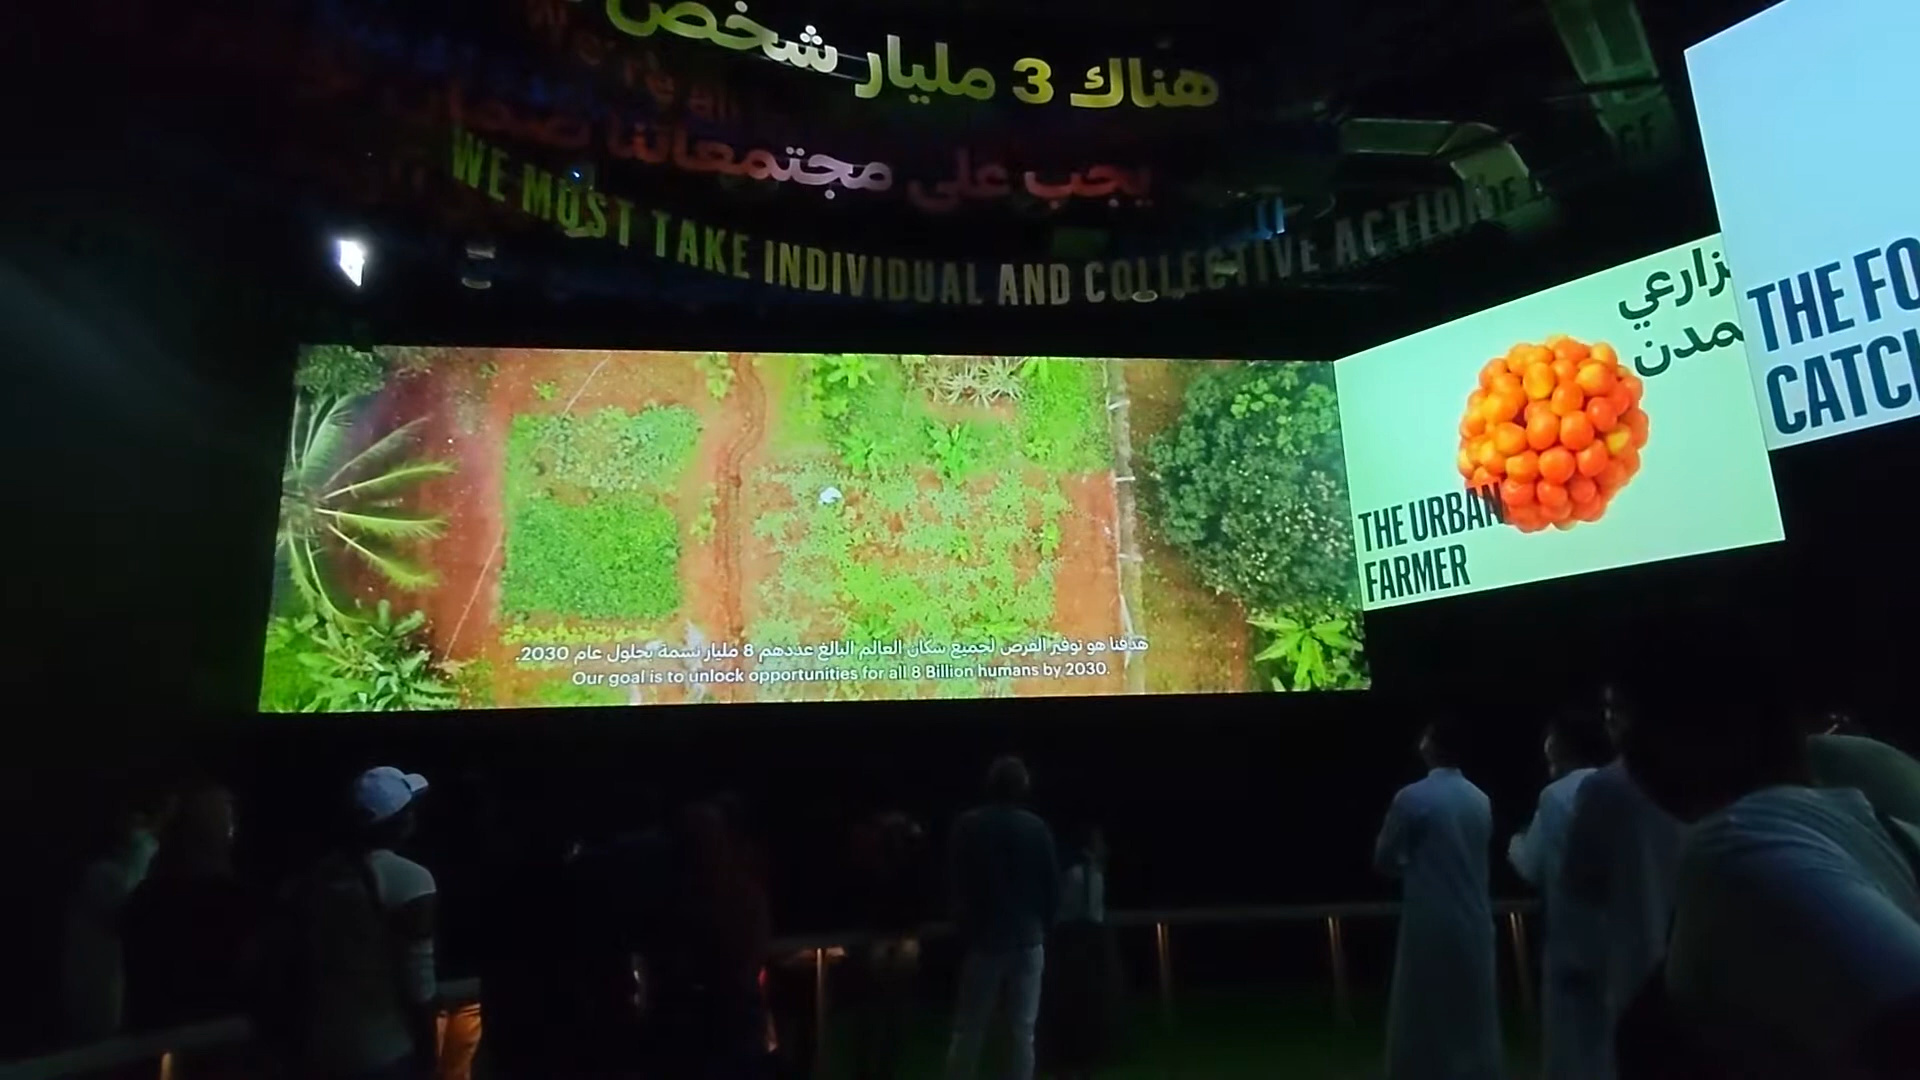 هناك 3 مليار شخص
يجب على مجتمعاتنا
WE MUST TAKE INDIVIDUAL AND COLLECTIVE ACTION
هدفنا هو توفير الفرص لجميع سكان العالم البالغ عددهم 8 مليار نسمة بحلول عام 2030.
Our goal is to unlock opportunities for all 8 Billion humans by 2030.
THE URBAN
FARMER
THE FO
CATC